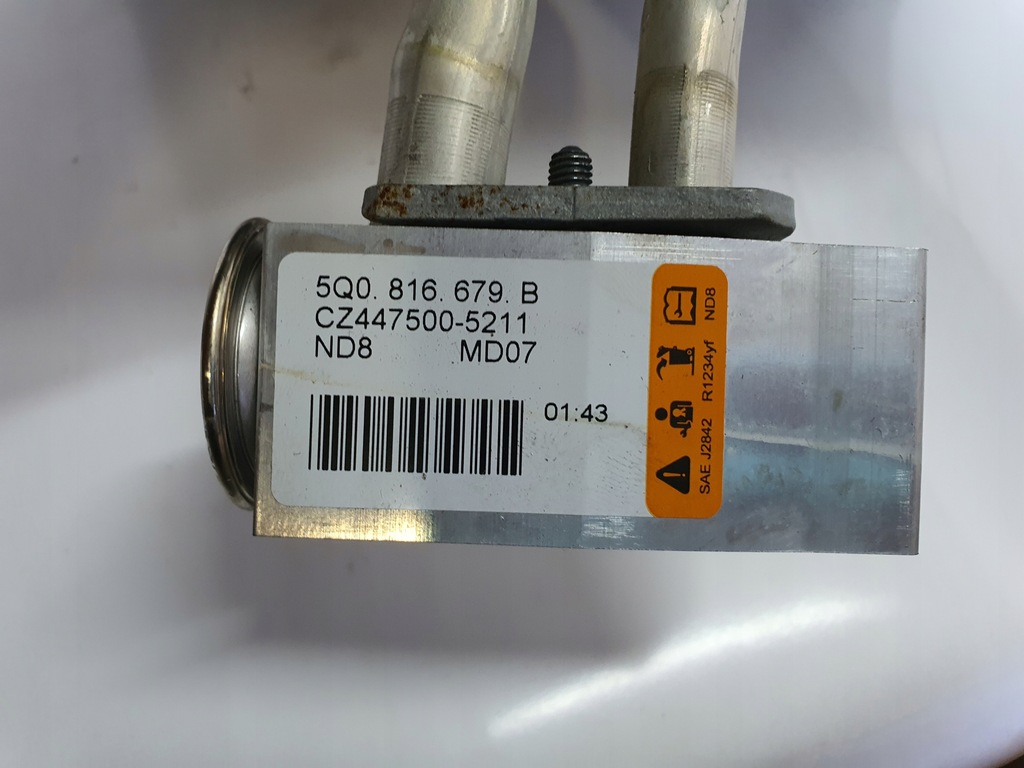 5Q0. 816. 679. B
CZ447500-5211
ND8 MD07
01:43
SAE J2842 R1234yf ND8